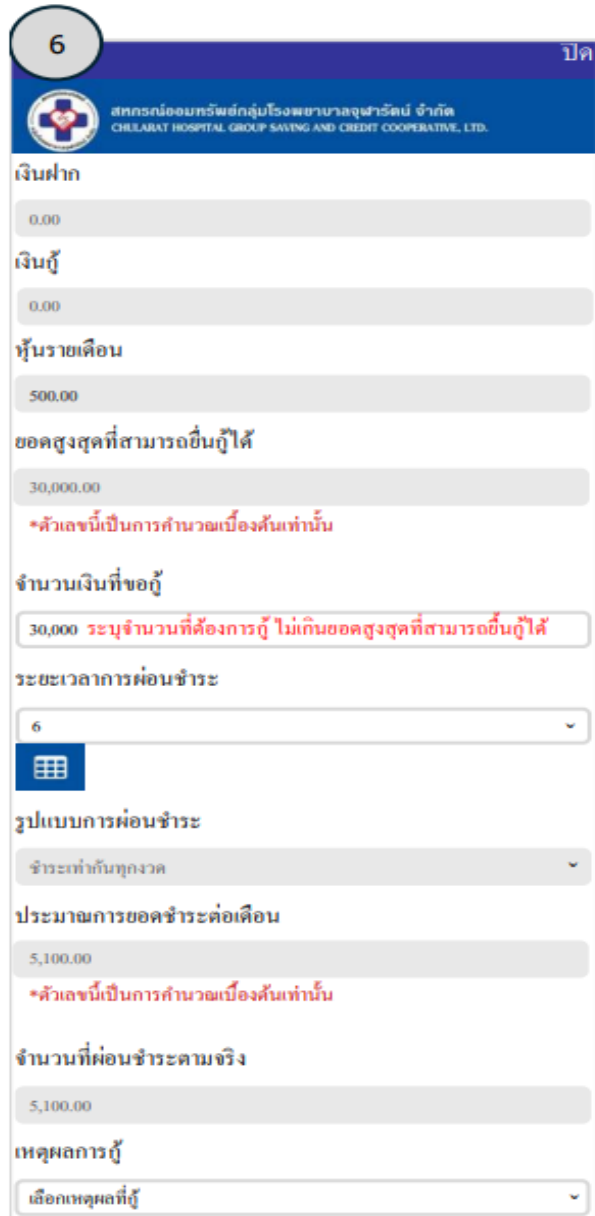 6
ปิด
สหกรณ์ออมทรัพย์กลุ่มโรงพยาบาลจุฬารัตน์ จำกัด
CHULARAT HOSPITAL GROUP SAVING AND CREDIT COOPERATIVE, LTD.
เงินฝาก
0.00
เงินกู้
0.00
หุ้นรายเดือน
500.00
ยอดสูงสุดที่สามารถยื่นกู้ได้
30,000.00
*ตัวเลขนี้เป็นการคำนวณเบื้องต้นเท่านั้น
จำนวนเงินที่ขอกู้
30,000 ระบุจำนวนที่ต้องการกู้ ไม่เกินยอดสูงสุดที่สามารถยื่นกู้ได้
ระยะเวลาการผ่อนชำระ
6
รูปแบบการผ่อนชำระ
ชำระเท่ากันทุกงวด
ประมาณการยอดชำระต่อเดือน
5,100.00
*ตัวเลขนี้เป็นการคำนวณเบื้องต้นเท่านั้น
จำนวนที่ผ่อนชำระตามจริง
5,100.00
เหตุผลการกู้
เลือกเหตุผลที่กู้